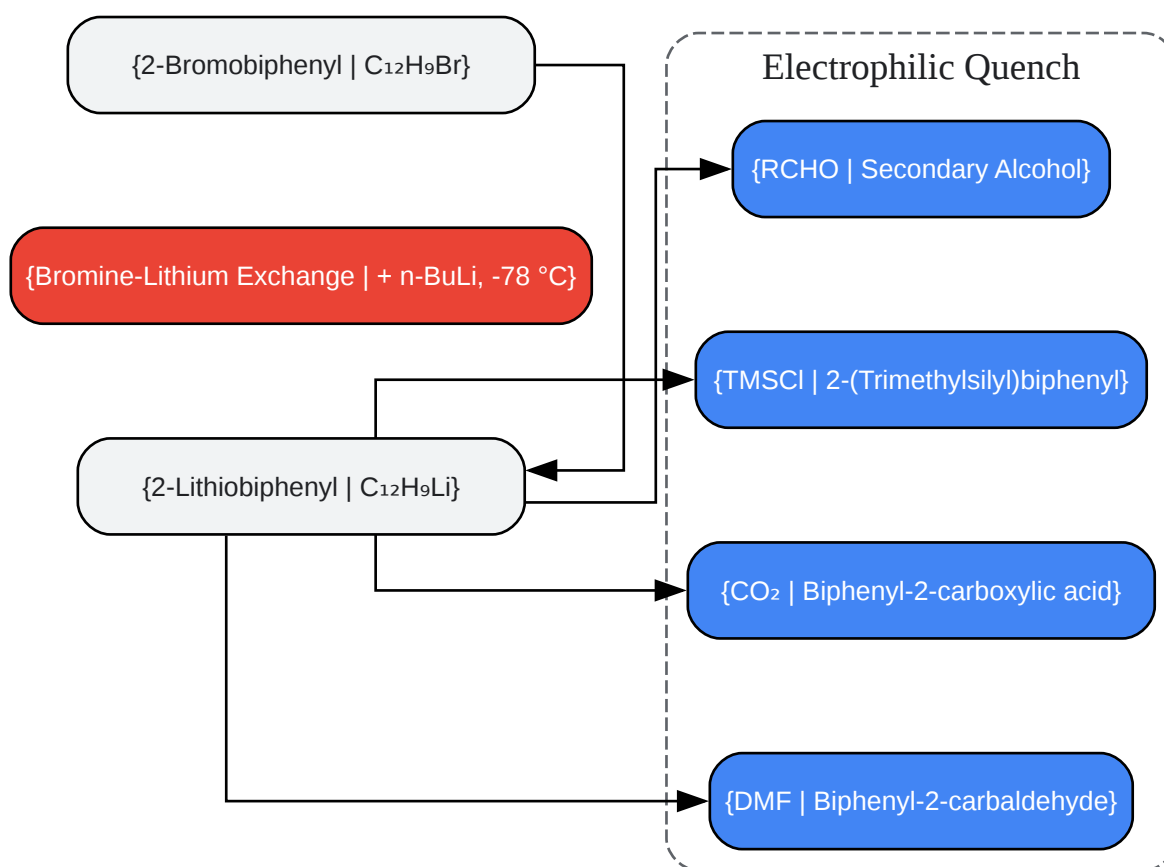 {2-Bromobiphenyl | C₁₂H₉Br}
{Bromine-Lithium Exchange | + n-BuLi, -78 °C}
{2-Lithiobiphenyl | C₁₂H₉Li}
Electrophilic Quench
{RCHO | Secondary Alcohol}
{TMSCl | 2-(Trimethylsilyl)biphenyl}
{CO₂ | Biphenyl-2-carboxylic acid}
{DMF | Biphenyl-2-carbaldehyde}